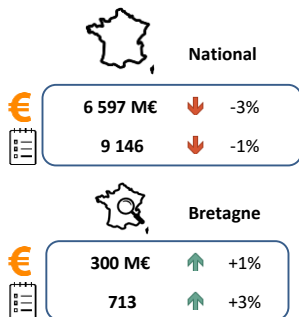 National
€ 6 597 M€ -3%
9 146 -1%
Bretagne
€ 300 M€ +1%
713 +3%